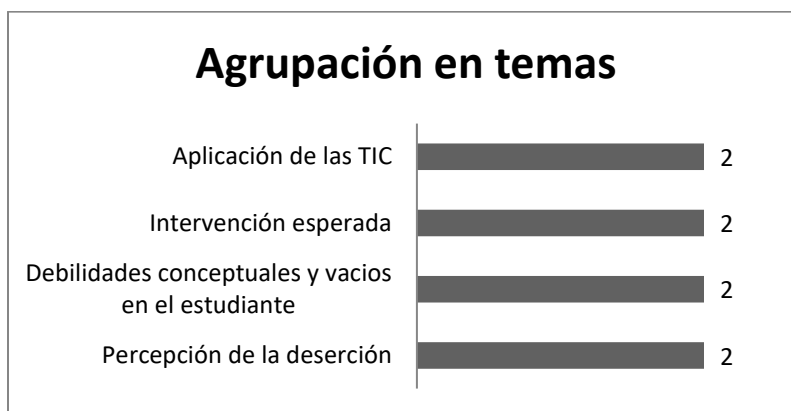 Agrupación en temas
Aplicación de las TIC
2
Intervención esperada
2
Debilidades conceptuales y vacios
en el estudiante
2
Percepción de la deserción
2